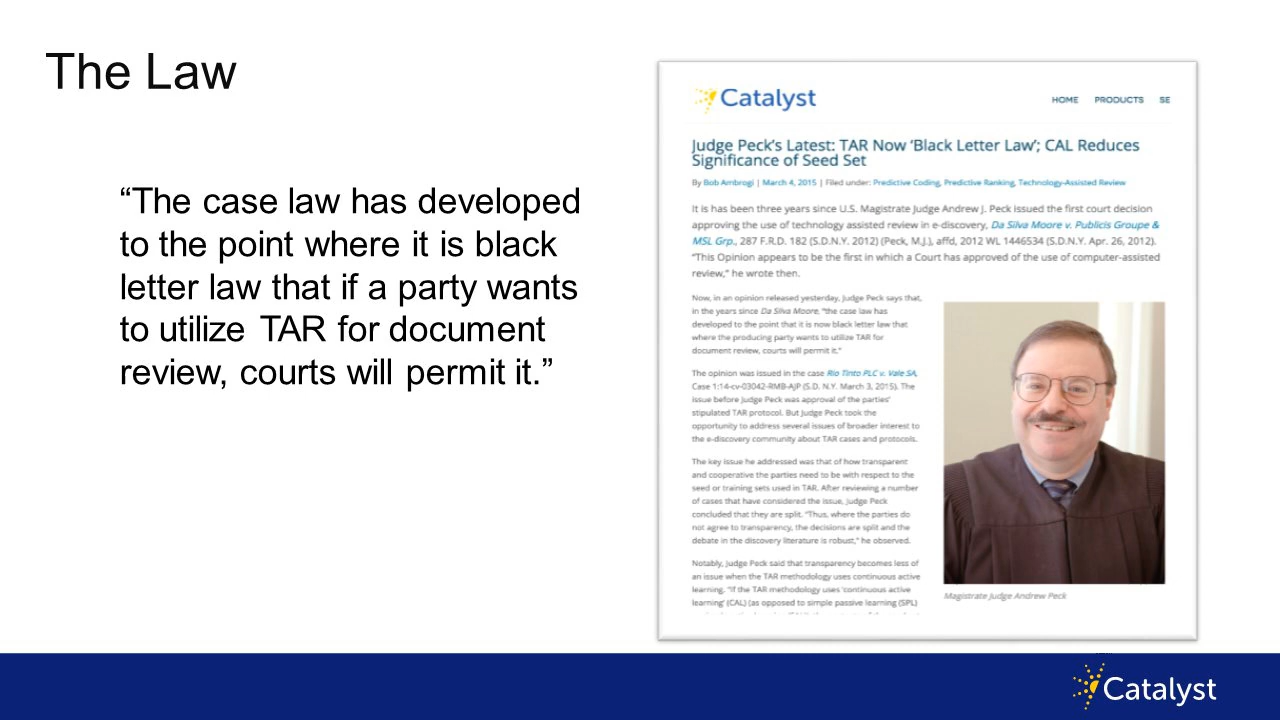 The Law
“The case law has developed
to the point where it is black
letter law that if a party wants
to utilize TAR for document
review, courts will permit it.”
Catalyst
HOME PRODUCTS SE
Judge Peck’s Latest: TAR Now ‘Black Letter Law’; CAL Reduces
Significance of Seed Set
By Bob Ambrogi | March 4, 2015 | Filed under: Predictive Coding, Predictive Ranking, Technology-Assisted Review
It is has been three years since U.S. Magistrate Judge Andrew J. Peck issued the first court decision
approving the use of technology assisted review in e-discovery, Da Silva Moore v. Publicis Groupe &
MSL Grp., 287 F.R.D. 182 (S.D.N.Y. 2012) (Peck, M.J.), affd, 2012 WL 1446534 (S.D.N.Y. Apr. 26, 2012).
“This Opinion appears to be the first in which a Court has approved of the use of computer-assisted
review,” he wrote then.
Now, in an opinion released yesterday, Judge Peck says that,
in the years since Da Silva Moore, “the case law has
developed to the point that it is now black letter law that
where the producing party wants to utilize TAR for
document review, courts will permit it.”
The opinion was issued in the case Rio Tinto PLC v. Vale SA,
Case 1:14-cv-03042-RMB-AJP (S.D. N.Y. March 3, 2015). The
issue before Judge Peck was approval of the parties’
stipulated TAR protocol. But Judge Peck took the
opportunity to address several issues of broader interest to
the e-discovery community about TAR cases and protocols.
The key issue he addressed was that of how transparent
and cooperative the parties need to be with respect to the
seed or training sets used in TAR. After reviewing a number
of cases that have considered the issue, Judge Peck
concluded that they are split. “Thus, where the parties do
not agree to transparency, the decisions are split and the
debate in the discovery literature is robust,” he observed.
Notably, Judge Peck said that transparency becomes less of
an issue when the TAR methodology uses continuous active
learning. “If the TAR methodology uses ‘continuous active
learning’ (CAL) (as opposed to simple passive learning (SPL)
Magistrate Judge Andrew Peck
Catalyst